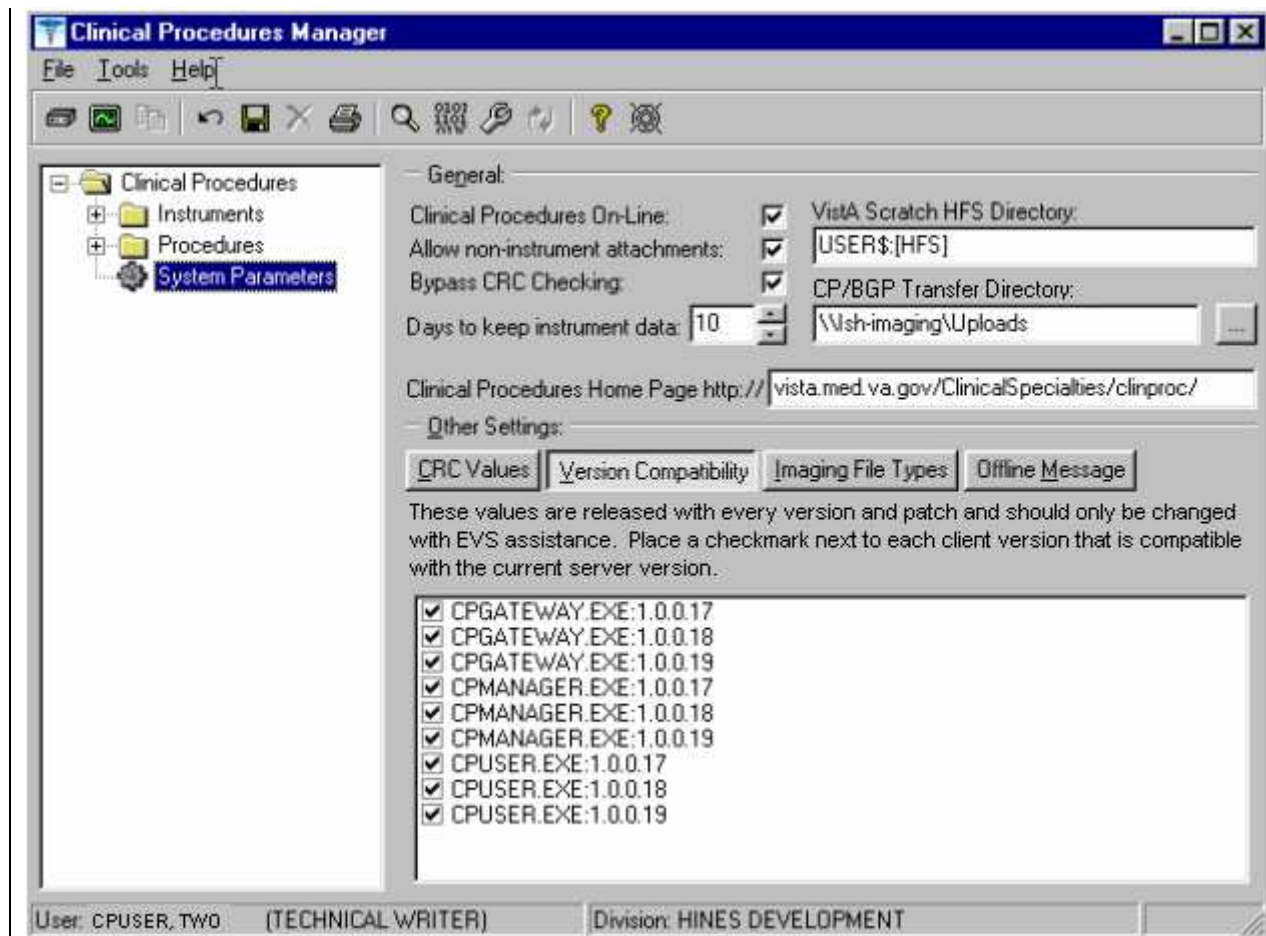 Clinical Procedures Manager
File Tools Help
Clinical Procedures
Instruments
Procedures
System Parameters
General:
Clinical Procedures On-Line:
Allow non-instrument attachments:
Bypass CRC Checking:
Days to keep instrument data: 10
VistA Scratch HFS Directory:
USER$:[HFS]
CP/BGP Transfer Directory:
\\Ish-imaging\Uploads
...
Clinical Procedures Home Page http:// vista.med.va.gov/ClinicalSpecialties/clinproc/
Other Settings:
CRC Values Version Compatibility Imaging File Types Offline Message
These values are released with every version and patch and should only be changed
with EVS assistance. Place a checkmark next to each client version that is compatible
with the current server version.
CPGATEWAY.EXE:1.0.0.17
CPGATEWAY.EXE:1.0.0.18
CPGATEWAY.EXE:1.0.0.19
CPMANAGER.EXE:1.0.0.17
CPMANAGER.EXE:1.0.0.18
CPMANAGER.EXE:1.0.0.19
CPUSER.EXE:1.0.0.17
CPUSER.EXE:1.0.0.18
CPUSER.EXE:1.0.0.19
User: CPUSER, TWO (TECHNICAL WRITER) Division: HINES DEVELOPMENT